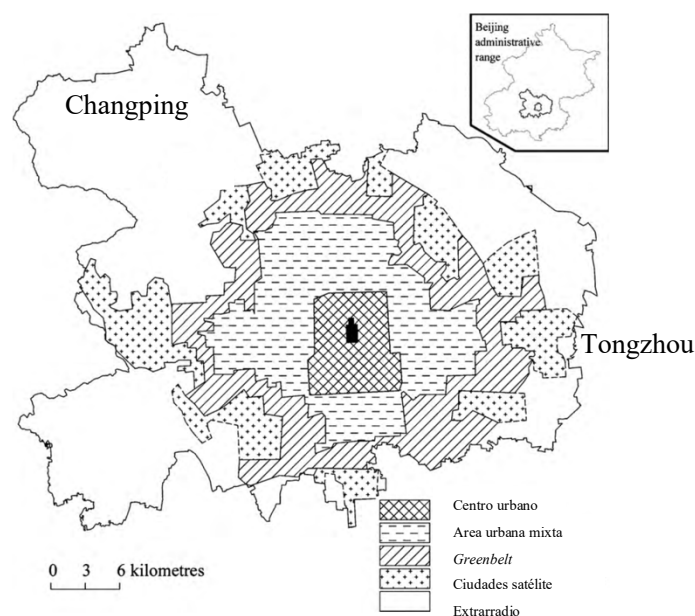 Beijing
administrative
range
Changping
Tongzhou
Centro urbano
Area urbana mixta
Greenbelt
Ciudades satélite
Extrarradio
0 3 6 kilometres